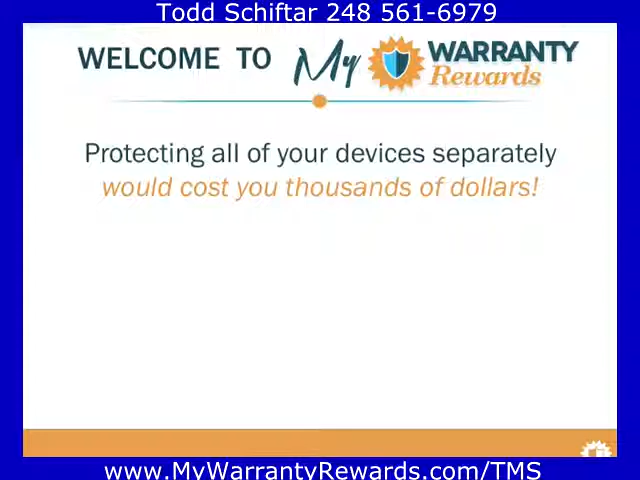 Todd Schiftar 248 561-6979
WELCOME TO My WARRANTY Rewards
Protecting all of your devices separately
would cost you thousands of dollars!
www.MyWarrantyRewards.com/TMS